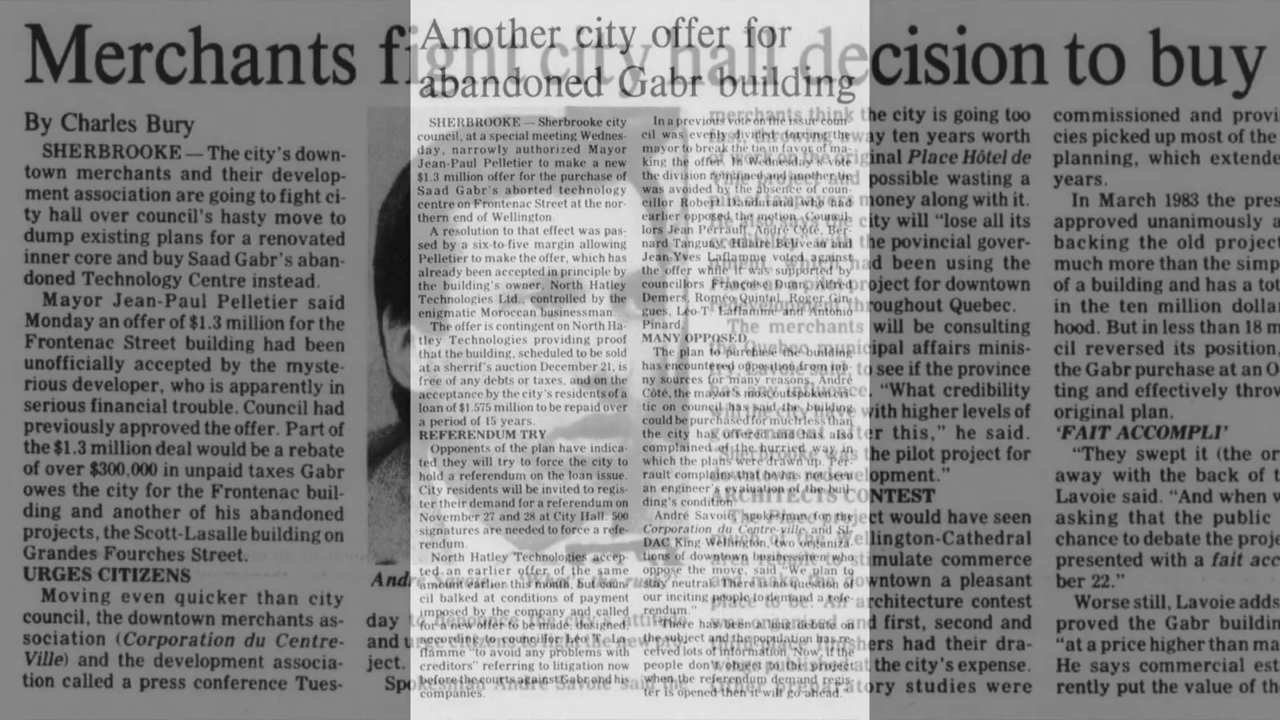 Merchants fight city hall decision to buy
By Charles Bury
SHERBROOKE — The city's down-
town merchants and their develop-
ment association are going to fight ci-
ty hall over council's hasty move to
dump existing plans for a renovated
inner core and buy Saad Gabr's aban-
doned Technology Centre instead.
Mayor Jean-Paul Pelletier said
Monday an offer of $1.3 million for the
Frontenac Street building had been
unofficially accepted by the myste-
rious developer, who is apparently in
serious financial trouble. Council had
previously approved the offer. Part of
the $1.3 million deal would be a rebate
of over $300,000 in unpaid taxes Gabr
owes the city for the Frontenac buil-
ding and another of his abandoned
projects, the Scott-Lasalle building on
Grandes Fourches Street.
URGES CITIZENS
Moving even quicker than city
council, the downtown merchants as-
sociation (Corporation du Centre-
Ville) and the development associa-
tion called a press conference Tues-
Another city offer for
abandoned Gabr building
SHERBROOKE — Sherbrooke city
council, at a special meeting Wednes-
day, narrowly authorized Mayor
Jean-Paul Pelletier to make a new
$1.3 million offer for the purchase of
Saad Gabr's aborted technology
centre on Frontenac Street at the nor-
thern end of Wellington.
A resolution to that effect was pas-
sed by a six-to-five margin allowing
Pelletier to make the offer, which has
already been accepted in principle by
the building's owner, North Hatley
Technologies Ltd., controlled by the
enigmatic Moroccan businessman.
The offer is contingent on North Ha-
tley Technologies providing proof
that the building, scheduled to be sold
at a sherrif's auction December 21, is
free of any debts or taxes, and on the
acceptance by the city's residents of a
loan of $1.575 million to be repaid over
a period of 15 years.
REFERENDUM TRY
Opponents of the plan have indica-
ted they will try to force the city to
hold a referendum on the loan issue.
City residents will be invited to regis-
ter their demand for a referendum on
November 27 and 28 at City Hall. 500
signatures are needed to force a refe-
rendum.
North Hatley Technologies accep-
ted an earlier offer of the same
amount earlier this month, but coun-
cil balked at conditions of payment
imposed by the company and called
for a new offer to be made, designed,
according to councillor Léo T. La-
flamme "to avoid any problems with
creditors" referring to litigation now
before the courts against Gabr and his
companies.
In a previous vote on the issue coun-
cil was evenly divided, forcing the
mayor to break the tie in favor of ma-
king the offer. In Wednesday's vote
the division remained and another tie
was avoided by the absence of coun-
cillor Robert Dandurand, who had
earlier opposed the motion. Council-
lors Jean Perrault, André Côté, Ber-
nard Tanguay, Hilaire Beliveau and
Jean-Yves Laflamme voted against
the offer while it was supported by
councillors Françoise Dunn, Alfred
Demers, Roméo Quintal, Roger Gin-
gues, Léo-T. Laflamme and Antonio
Pinard.
MANY OPPOSED
The plan to purchase the building
has encountered opposition from ma-
ny sources for many reasons. André
Côté, the mayor's most outspoken cri-
tic on council has said the building
could be purchased for much less than
the city has offered and has also
complained of the hurried way in
which the plans were drawn up. Per-
rault complains that he has not seen
an engineer's evaluation of the buil-
ding's condition.
André Savoie, spokesman for the
Corporation du Centre-ville and SI-
DAC King-Wellington, two organiza-
tions of downtown businessmen who
oppose the move, said "We plan to
stay neutral. There is no question of
our inciting people to demand a refe-
rendum."
"There has been a long debate on
the subject and the population has re-
ceived lots of information. Now, if the
people don't object to the project
when the referendum demand regis-
ter is opened then it will go ahead."
André
day
and u
ject.
Spokesman André Savoie said the
merchants think the city is going too
ay ten years worth
inal Place Hôtel de
possible wasting a
money along with it.
city will "lose all its
he povincial gover-
ad been using the
roject for downtown
oughout Quebec.
The merchants will be consulting
the Quebec municipal affairs minis-
to see if the province
"What credibility
with higher levels of
er this," he said.
the pilot project for
lopment."
ARCHITECTS CONTEST
ct would have seen
llington-Cathedral
mulate commerce
owntown a pleasant
place to be. An architecture contest
d first, second and
hers had their dra-
at the city's expense.
ory studies were
commissioned and provi
cies picked up most of the
planning, which extende
years.
In March 1983 the pres
approved unanimously a
backing the old project
much more than the simp
of a building and has a tot
in the ten million dolla
hood. But in less than 18 m
cil reversed its position,
the Gabr purchase at an O
ting and effectively throw
original plan.
'FAIT ACCOMPLI'
"They swept it (the or
away with the back of t
Lavoie said. "And when w
asking that the public
chance to debate the proje
presented with a fait acc
ber 22."
Worse still, Lavoie adds
proved the Gabr buildin
"at a price higher than ma
He says commercial est
rently put the value of th